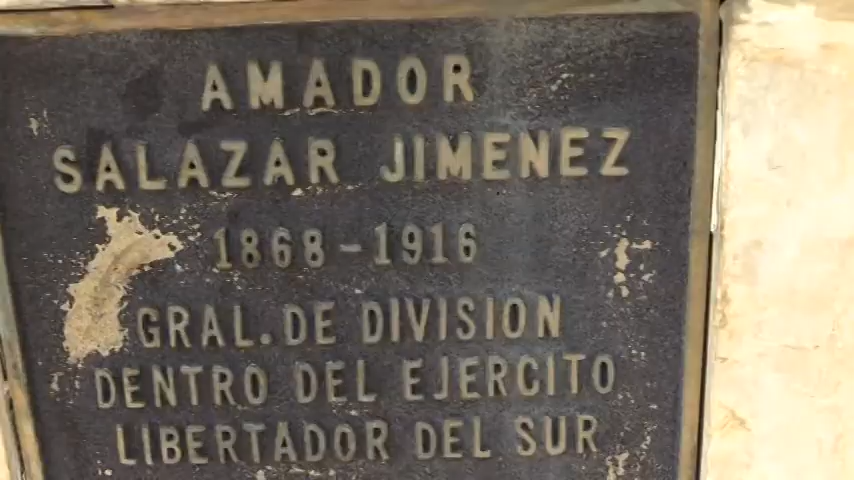 AMADOR
SALAZAR JIMENEZ
1868-1916
GRAL. DE DIVISION
DENTRO DEL EJERCITO
LIBERTADOR DEL SUR